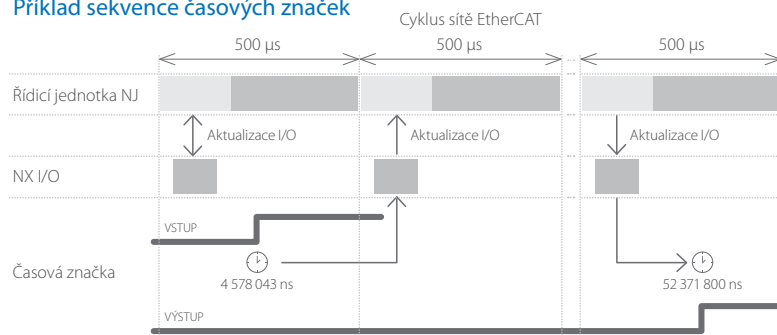 Příklad sekvence časových značek
Cyklus sítě EtherCAT
500 µs
500 µs
500 µs
Řídicí jednotka NJ
Aktualizace I/O
Aktualizace I/O
Aktualizace I/O
NX I/O
VSTUP
Časová značka
4 578 043 ns
52 371 800 ns
VÝSTUP